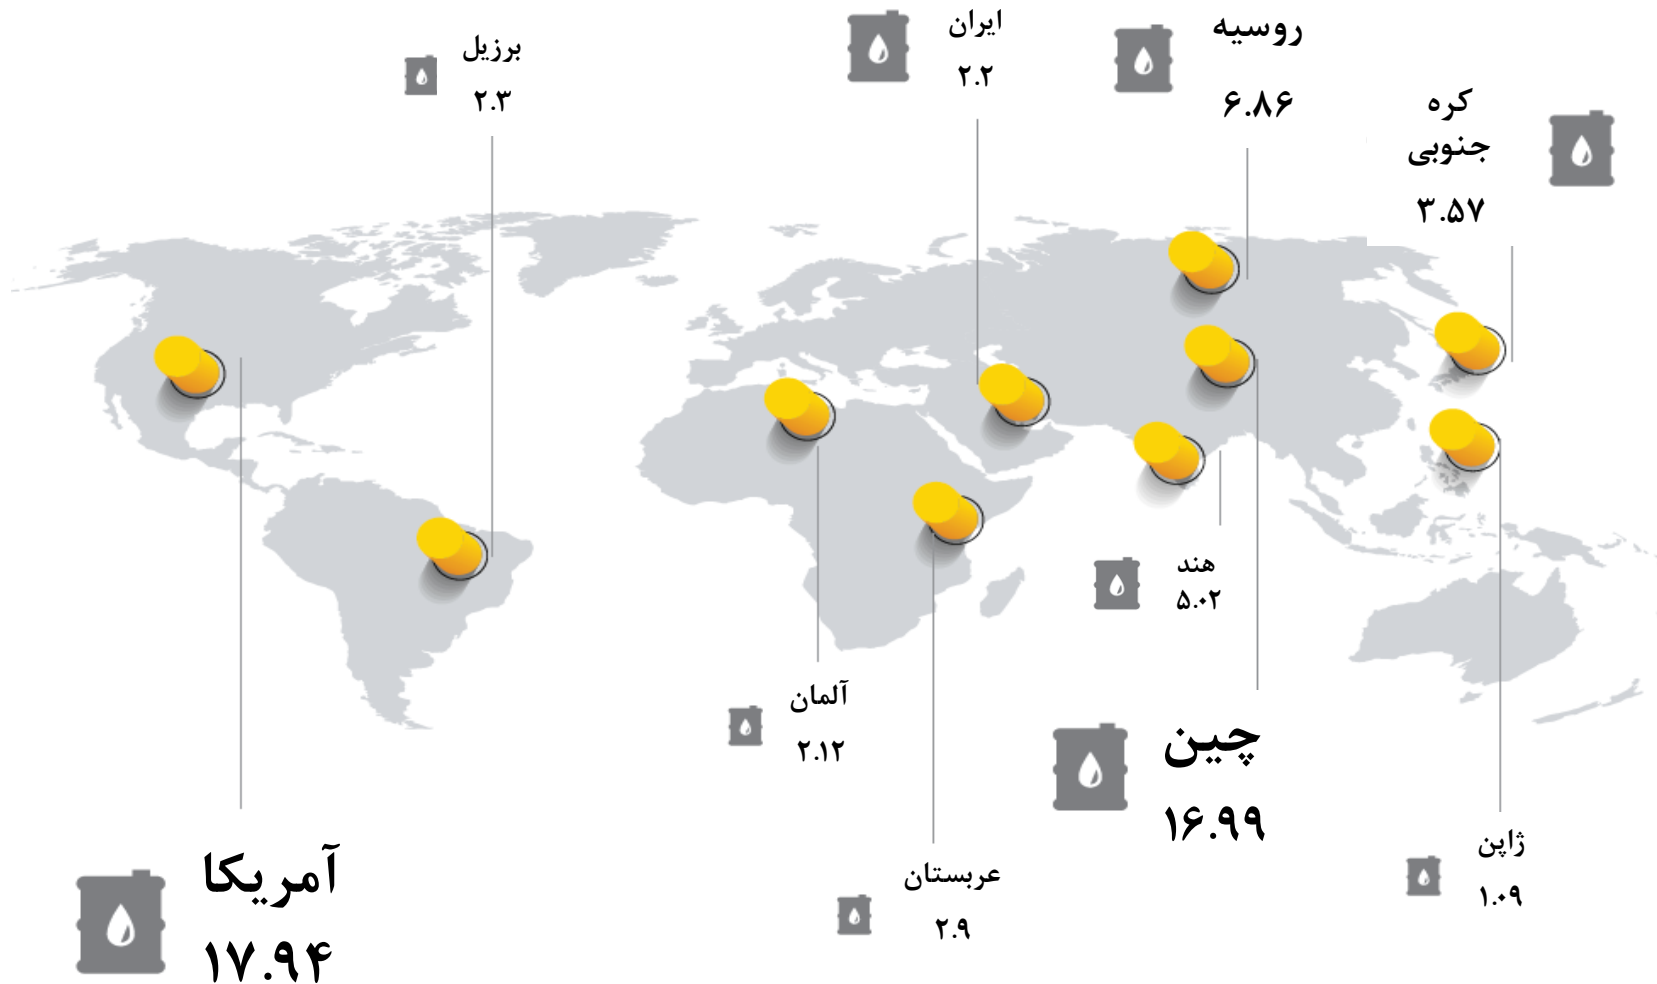 برزیل
۲.۳
ایران
۲.۲
روسیه
۶.۸۶
کره
جنوبی
۳.۵۷
هند
۵.۰۲
آلمان
۲.۱۲
چین
۱۶.۹۹
عربستان
۲.۹
ژاپن
۱.۰۹
آمریکا
۱۷.۹۴